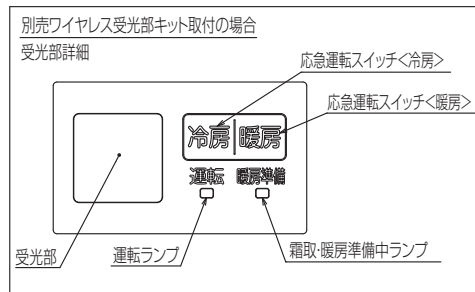 別売ワイヤレス受光部キット取付の場合
受光部詳細
応急運転スイッチ<冷房>
応急運転スイッチ<暖房>
冷房 暖房
運転 暖房準備
受光部
運転ランプ
霜取・暖房準備中ランプ